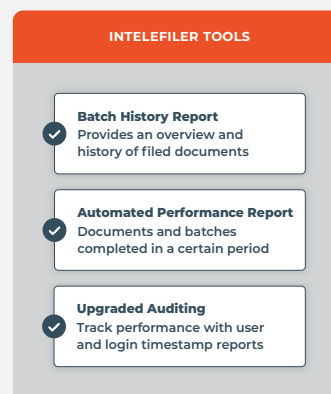 INTELEFILER TOOLS
Batch History Report
Provides an overview and
history of filed documents
Automated Performance Report
Documents and batches
completed in a certain period
Upgraded Auditing
Track performance with user
and login timestamp reports